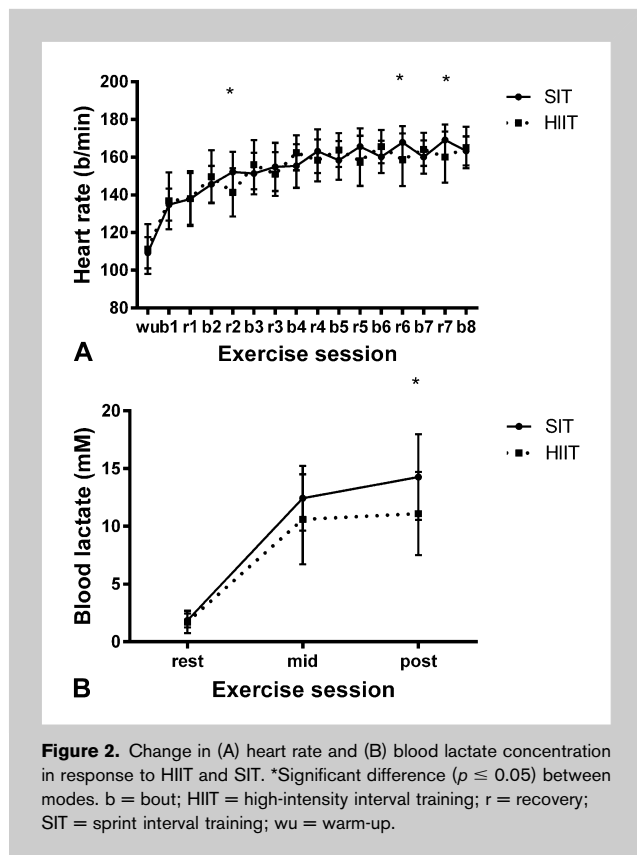 * * *
200
180
160
140
120
100
80
Heart rate (b/min)
SIT
HIIT
wu b1 r1 b2 r2 b3 r3 b4 r4 b5 r5 b6 r6 b7 r7 b8
A
Exercise session
*
20
15
10
5
0
Blood lactate (mM)
SIT
HIIT
rest mid post
B
Exercise session
Figure 2. Change in (A) heart rate and (B) blood lactate concentration
in response to HIIT and SIT. *Significant difference (p ≤ 0.05) between
modes. b = bout; HIIT = high-intensity interval training; r = recovery;
SIT = sprint interval training; wu = warm-up.